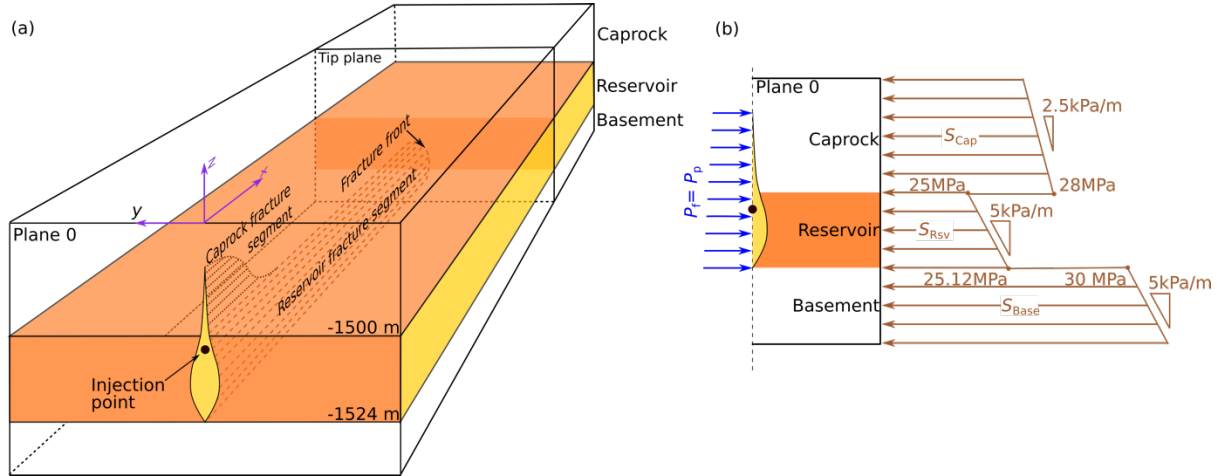 (a)
Caprock
Tip plane
Reservoir
Basement
Fracture front
z
x
y
Caprock fracture
segment
Reservoir fracture segment
Plane 0
-1500 m
Injection
point
-1524 m
(b)
Plane 0
2.5kPa/m
Caprock
S_Cap
P_f = P_p
25MPa
28MPa
5kPa/m
Reservoir
S_Rsv
25.12MPa
30 MPa
5kPa/m
Basement
S_Base